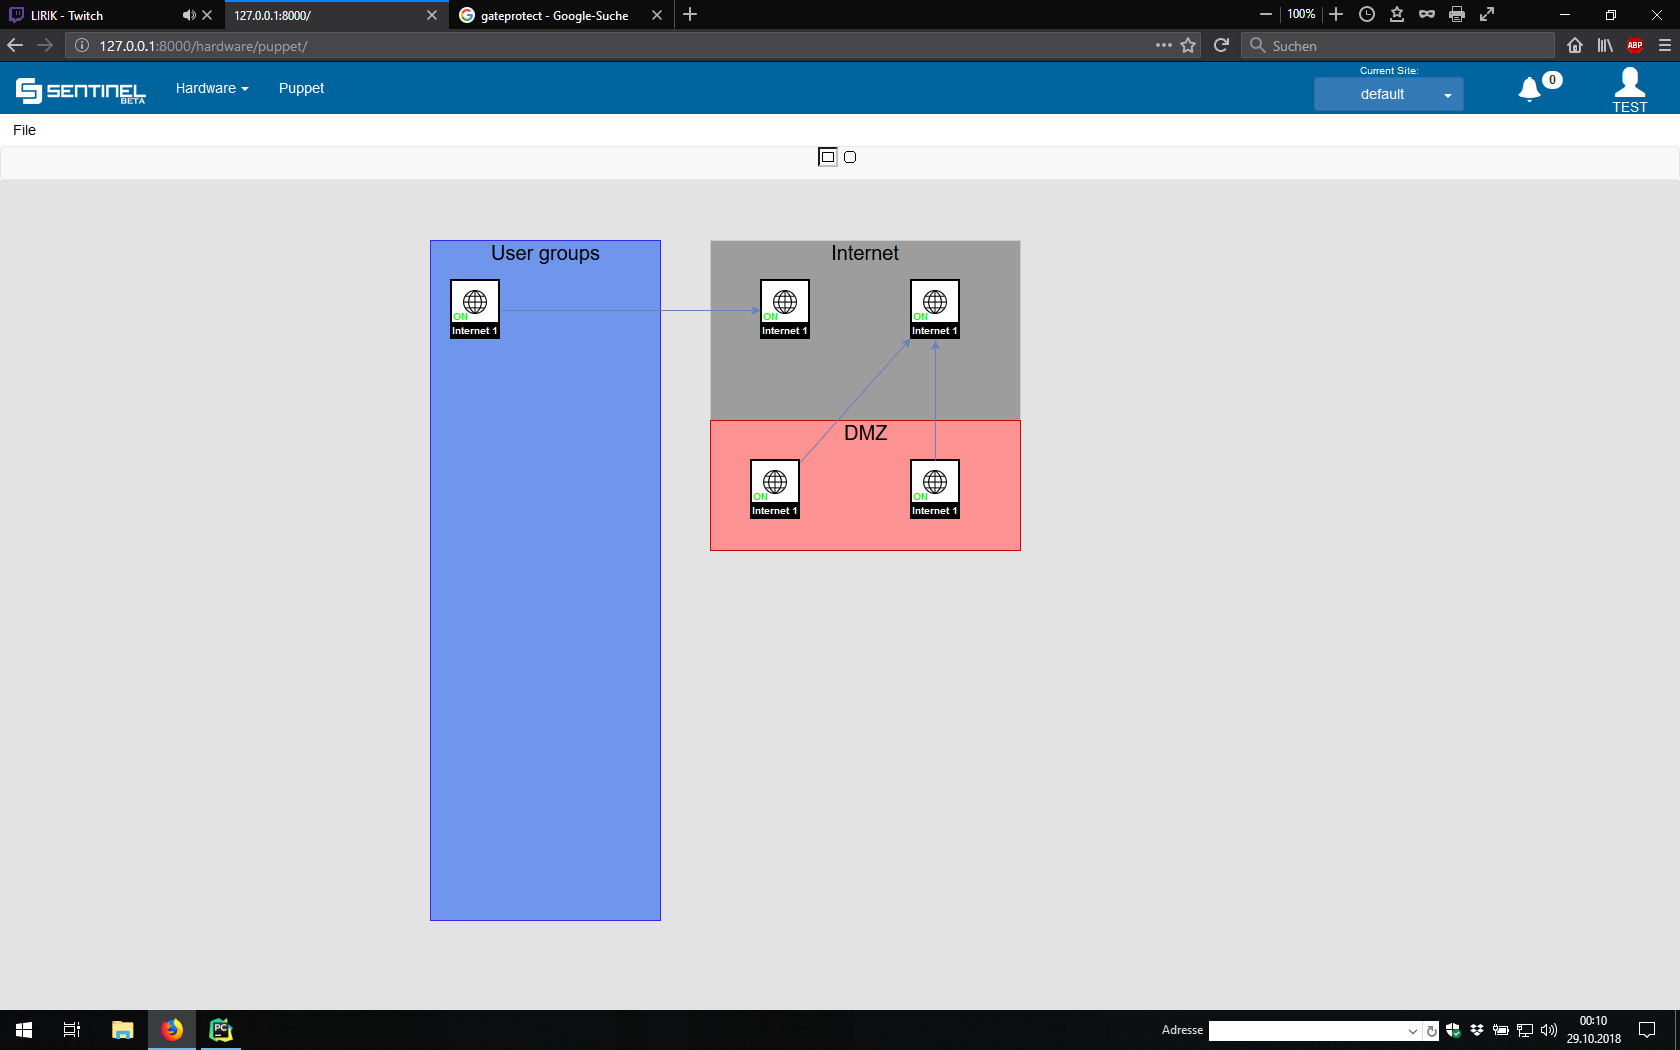 LIRIK - Twitch
127.0.0.1:8000/
gateprotect - Google-Suche
100%
127.0.0.1:8000/hardware/puppet/
Suchen
ABP
SENTINEL
BETA
Hardware
Puppet
Current Site:
default
0
TEST
File
User groups
Internet
ON
Internet 1
ON
Internet 1
ON
Internet 1
DMZ
ON
Internet 1
ON
Internet 1
PC
Adresse
00:10
29.10.2018